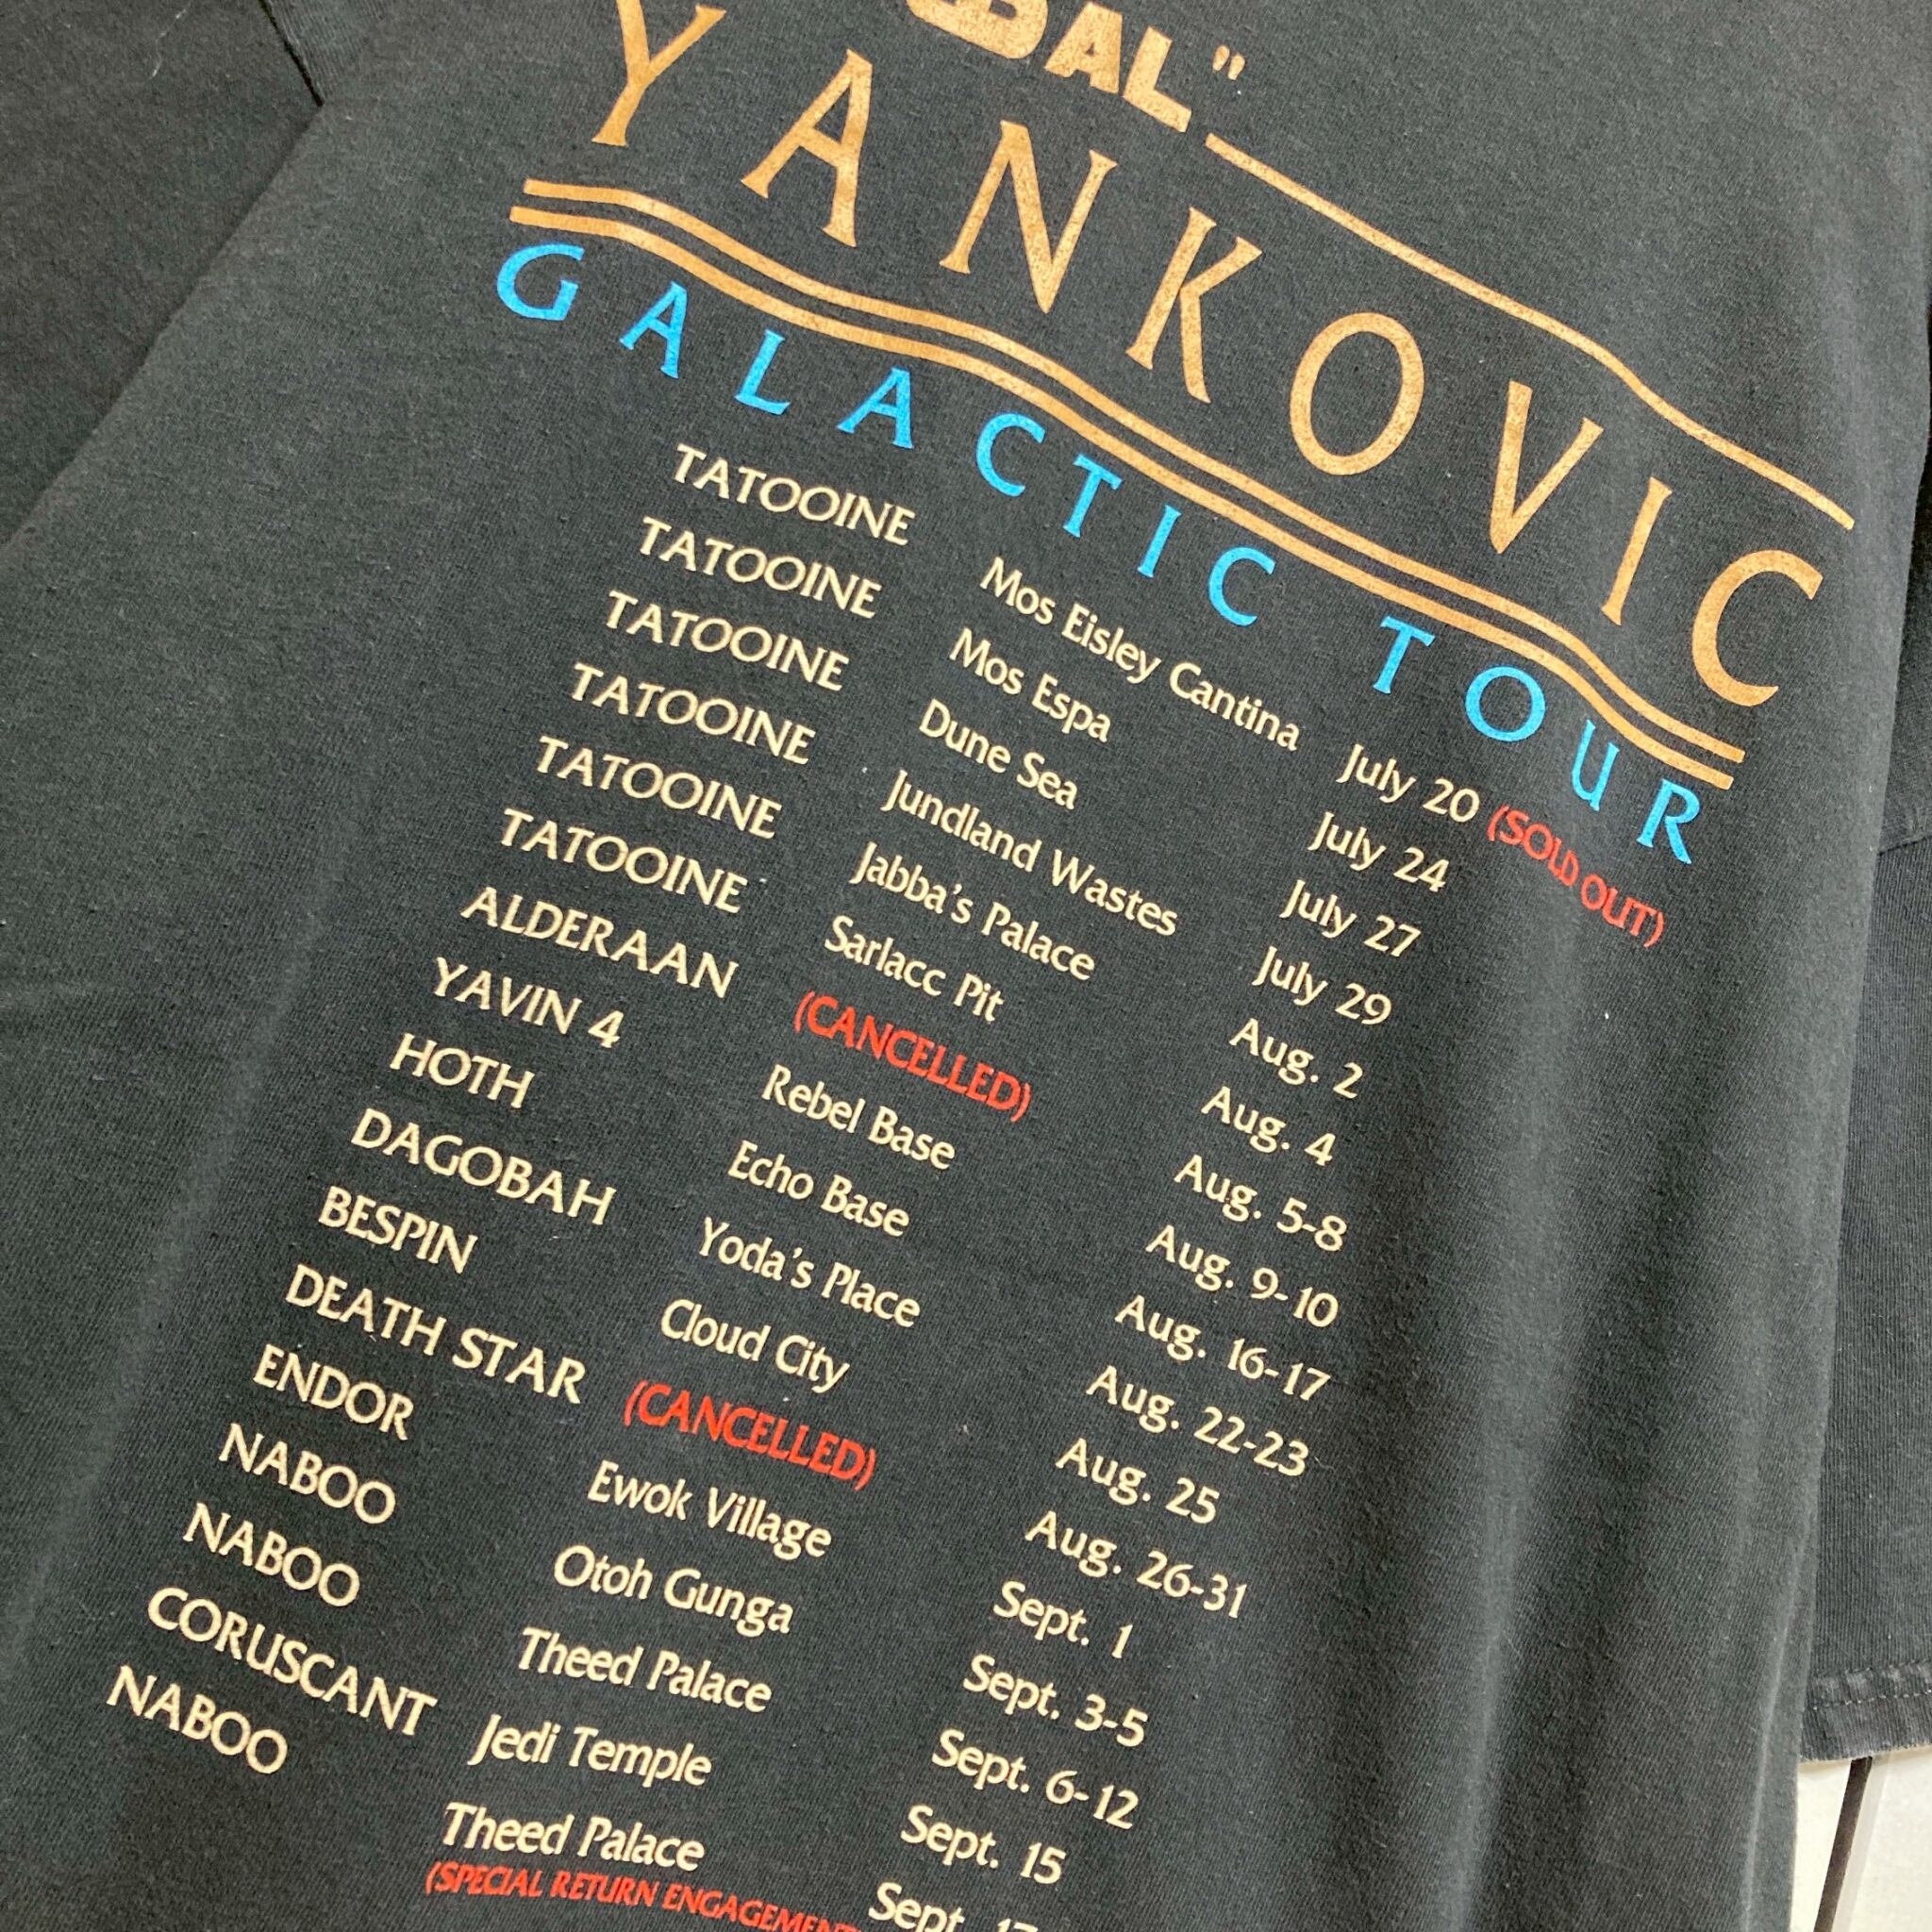 YANKOVIC
GALACTIC TOUR
TATOOINE Mos Eisley Cantina July 20 (SOLD OUT)
TATOOINE Mos Espa July 24
TATOOINE Dune Sea July 27
TATOOINE Jundland Wastes July 29
TATOOINE Jabba's Palace Aug. 2
TATOOINE Sarlacc Pit Aug. 4
ALDERAAN (CANCELLED) Aug. 5-8
YAVIN 4 Rebel Base Aug. 9-10
HOTH Echo Base Aug. 16-17
DAGOBAH Yoda's Place Aug. 22-23
BESPIN Cloud City Aug. 25
DEATH STAR (CANCELLED) Aug. 26-31
ENDOR Ewok Village Sept. 1
NABOO Otoh Gunga Sept. 3-5
NABOO Theed Palace Sept. 6-12
CORUSCANT Jedi Temple Sept. 15
NABOO Theed Palace Sept.
(SPECIAL RETURN ENGAGEMENT